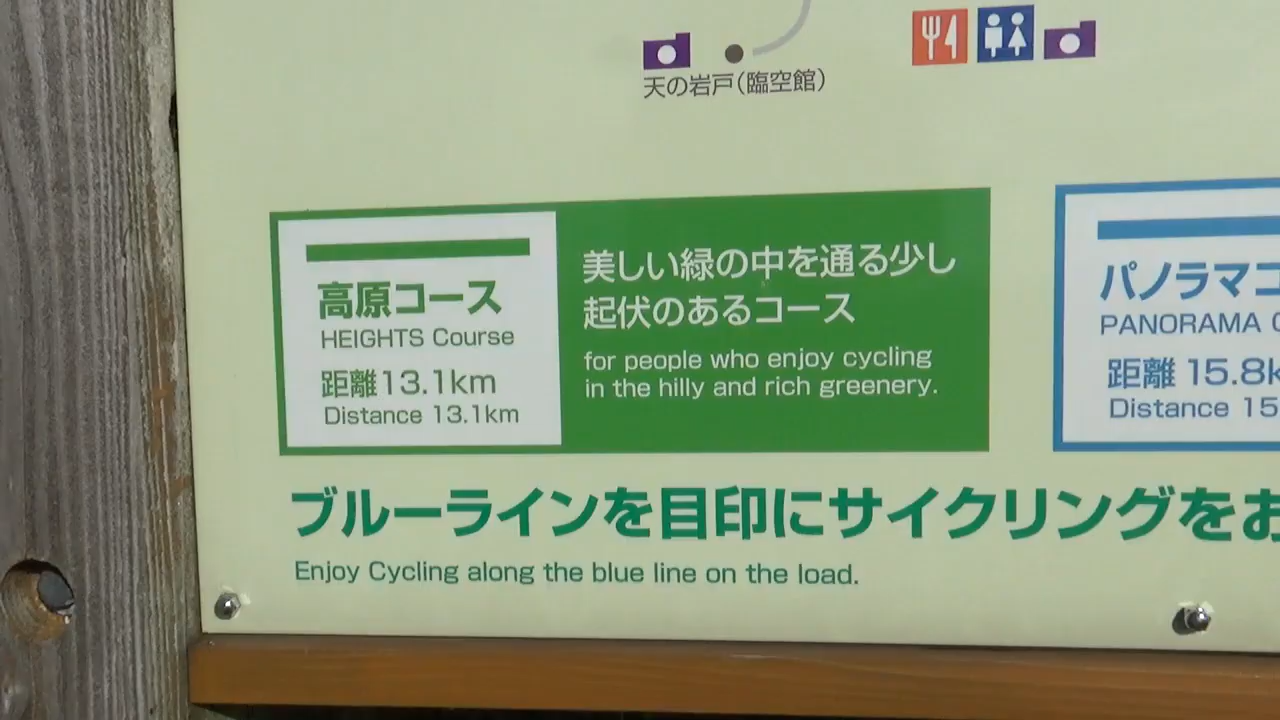 天の岩戸(臨空館)
高原コース
HEIGHTS Course
距離13.1km
Distance 13.1km
美しい緑の中を通る少し
起伏のあるコース
for people who enjoy cycling
in the hilly and rich greenery.
パノラマコ
PANORAMA
距離 15.8k
Distance 15
ブルーラインを目印にサイクリングをお
Enjoy Cycling along the blue line on the load.